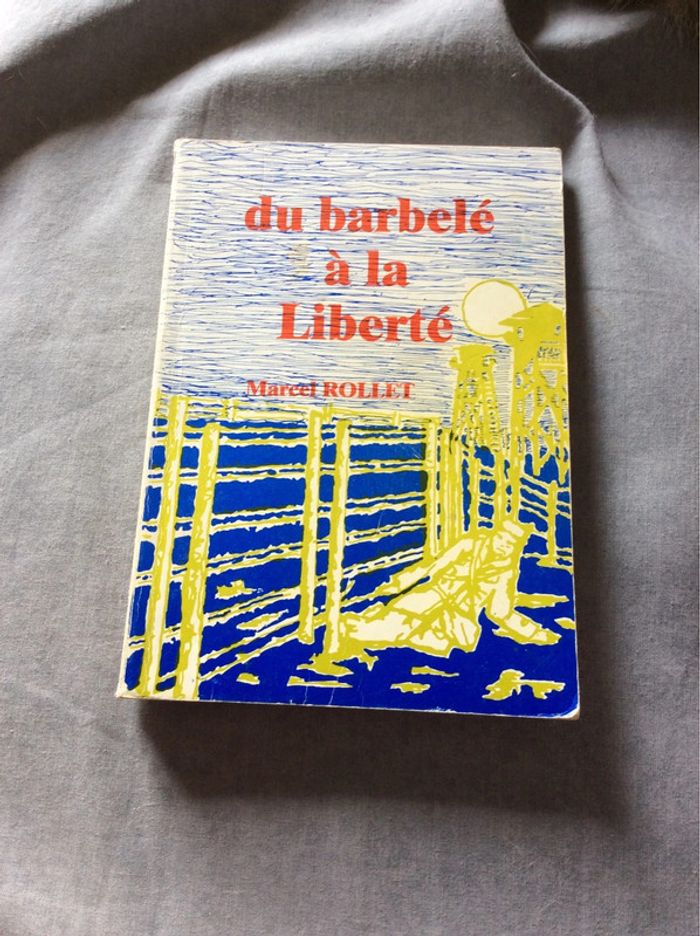 du barbelé
à la
Liberté
Marcel ROLLET